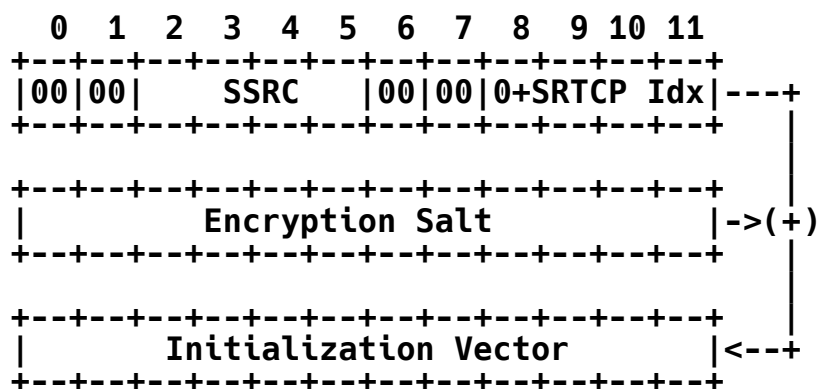 0  1  2  3  4  5  6  7  8  9 10 11
 +--+--+--+--+--+--+--+--+--+--+--+--+
 |00|00|    SSRC   |00|00|0+SRTCP Idx|---+
 +--+--+--+--+--+--+--+--+--+--+--+--+   |
                                         |
 +--+--+--+--+--+--+--+--+--+--+--+--+   |
 |         Encryption Salt           |->(+)
 +--+--+--+--+--+--+--+--+--+--+--+--+   |
                                         |
 +--+--+--+--+--+--+--+--+--+--+--+--+   |
 |       Initialization Vector       |<--+
 +--+--+--+--+--+--+--+--+--+--+--+--+